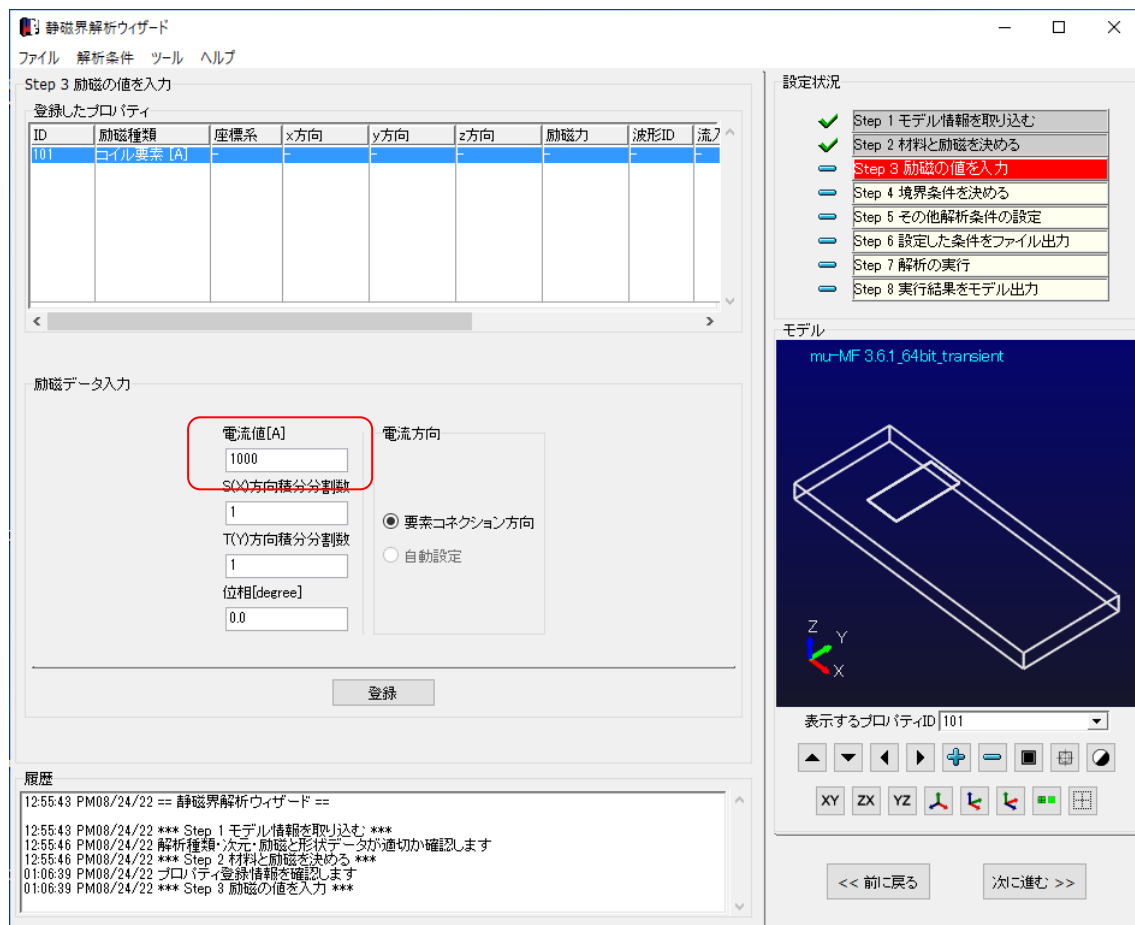 静磁界解析ウィザード
ファイル 解析条件 ツール ヘルプ
Step 3 励磁の値を入力
登録したプロパティ
ID 励磁種類 座標系 x方向 y方向 z方向 励磁力 波形ID 流入
101 コイル要素 [A] - - - - - - -
励磁データ入力
電流値[A]
1000
S(X)方向積分分割数
1
T(Y)方向積分分割数
1
位相[degree]
0.0
電流方向
要素コネクション方向
自動設定
登録
履歴
12:55:43 PM08/24/22 == 静磁界解析ウィザード ==
12:55:43 PM08/24/22 *** Step 1 モデル情報を取り込む ***
12:55:46 PM08/24/22 解析種類・次元・励磁と形状データが適切か確認します
12:55:46 PM08/24/22 *** Step 2 材料と励磁を決める ***
01:06:39 PM08/24/22 プロパティ登録情報を確認します
01:06:39 PM08/24/22 *** Step 3 励磁の値を入力 ***
設定状況
Step 1 モデル情報を取り込む
Step 2 材料と励磁を決める
Step 3 励磁の値を入力
Step 4 境界条件を決める
Step 5 その他解析条件の設定
Step 6 設定した条件をファイル出力
Step 7 解析の実行
Step 8 実行結果をモデル出力
モデル
mu-MF 3.6.1_64bit_transient
Z
Y
X
表示するプロパティID 101
XY ZX YZ
<< 前に戻る 次に進む >>